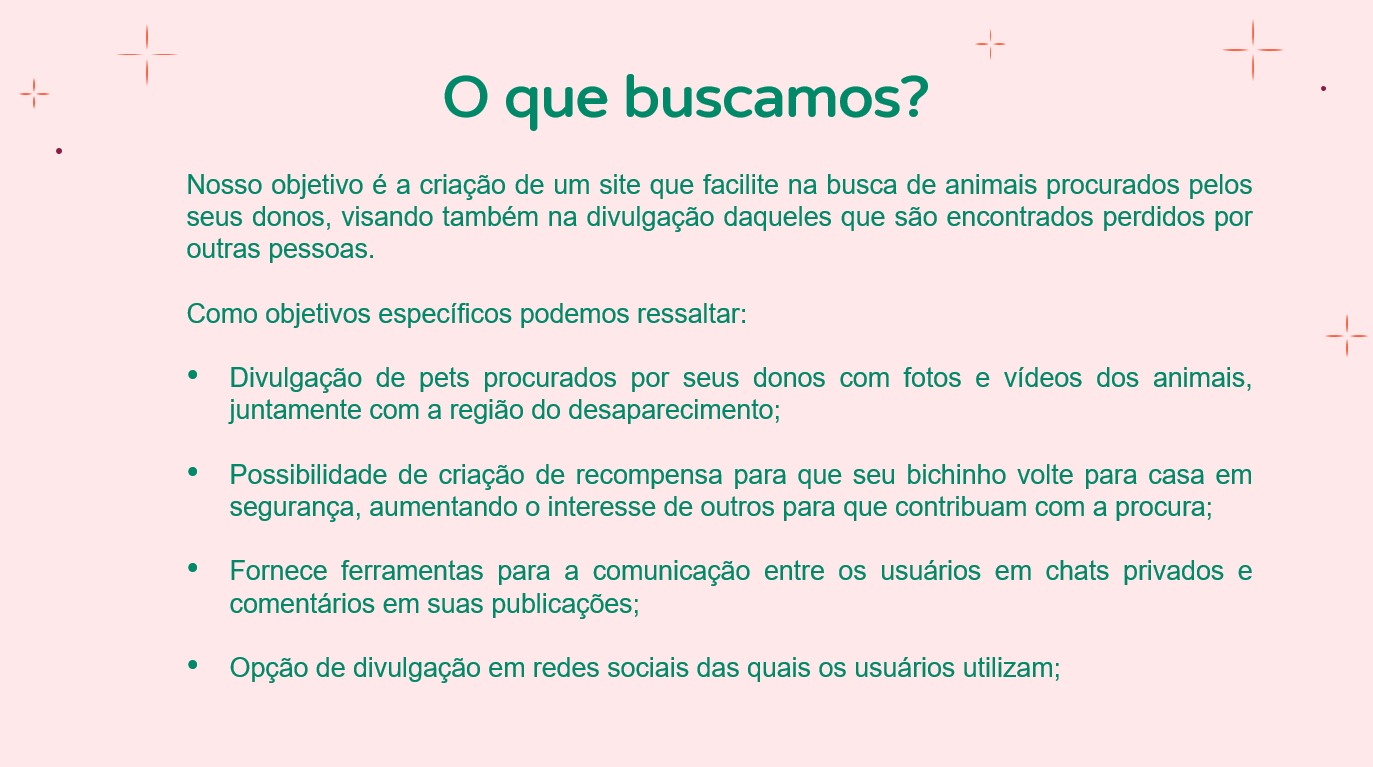 O que buscamos?
Nosso objetivo é a criação de um site que facilite na busca de animais procurados pelos
seus donos, visando também na divulgação daqueles que são encontrados perdidos por
outras pessoas.
Como objetivos específicos podemos ressaltar:
• Divulgação de pets procurados por seus donos com fotos e vídeos dos animais,
juntamente com a região do desaparecimento;
• Possibilidade de criação de recompensa para que seu bichinho volte para casa em
segurança, aumentando o interesse de outros para que contribuam com a procura;
• Fornece ferramentas para a comunicação entre os usuários em chats privados e
comentários em suas publicações;
• Opção de divulgação em redes sociais das quais os usuários utilizam;